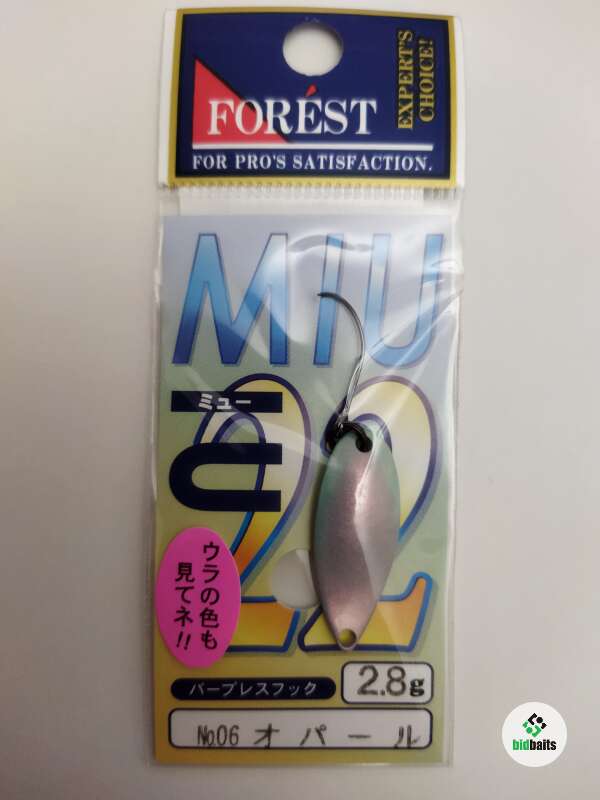 FORÉST
EXPERT'S
CHOICE!
FOR PRO'S SATISFACTION.
MIU
ミュー
22
ウラの色も
見てネ!!
バーブレスフック
2.8g
No.06 オパール
bidbaits